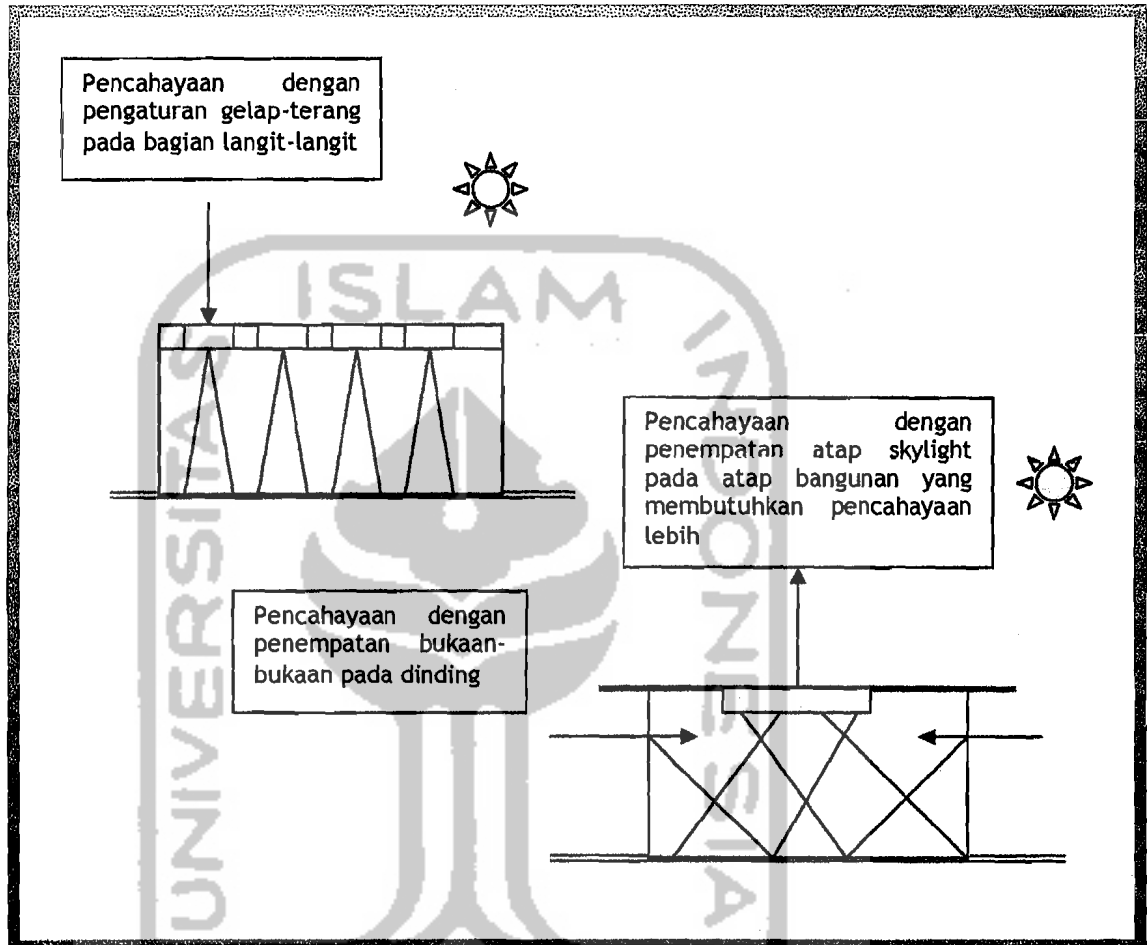 Pencahayaan dengan
pengaturan gelap-terang
pada bagian langit-langit
ISLAM
UNIVERSITAS
INDONESIA
Pencahayaan dengan
penempatan atap skylight
pada atap bangunan yang
membutuhkan pencahayaan
lebih
Pencahayaan dengan
penempatan bukaan-
bukaan pada dinding